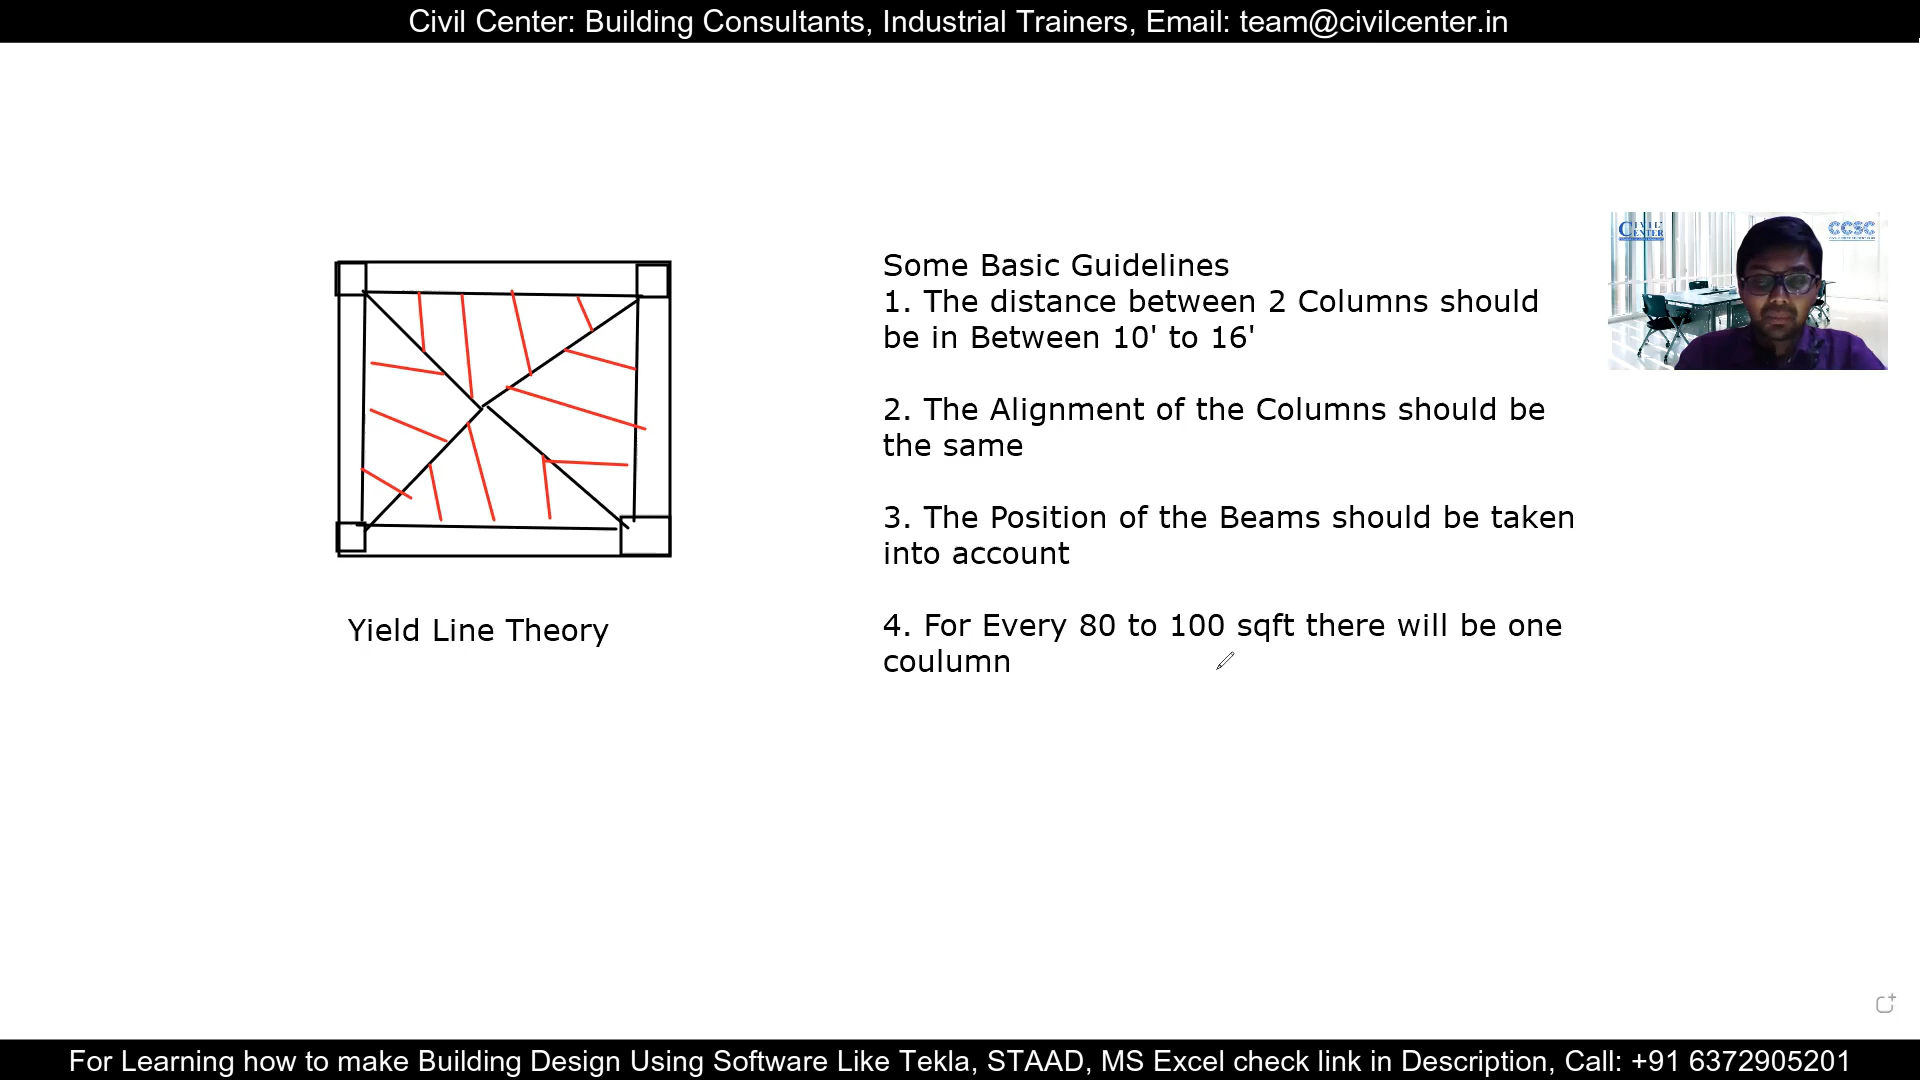 Civil Center: Building Consultants, Industrial Trainers, Email: team@civilcenter.in
CIVIL
CENTER
CCSC
Some Basic Guidelines
1. The distance between 2 Columns should
be in Between 10' to 16'
2. The Alignment of the Columns should be
the same
3. The Position of the Beams should be taken
into account
4. For Every 80 to 100 sqft there will be one
coulumn
Yield Line Theory
For Learning how to make Building Design Using Software Like Tekla, STAAD, MS Excel check link in Description, Call: +91 6372905201